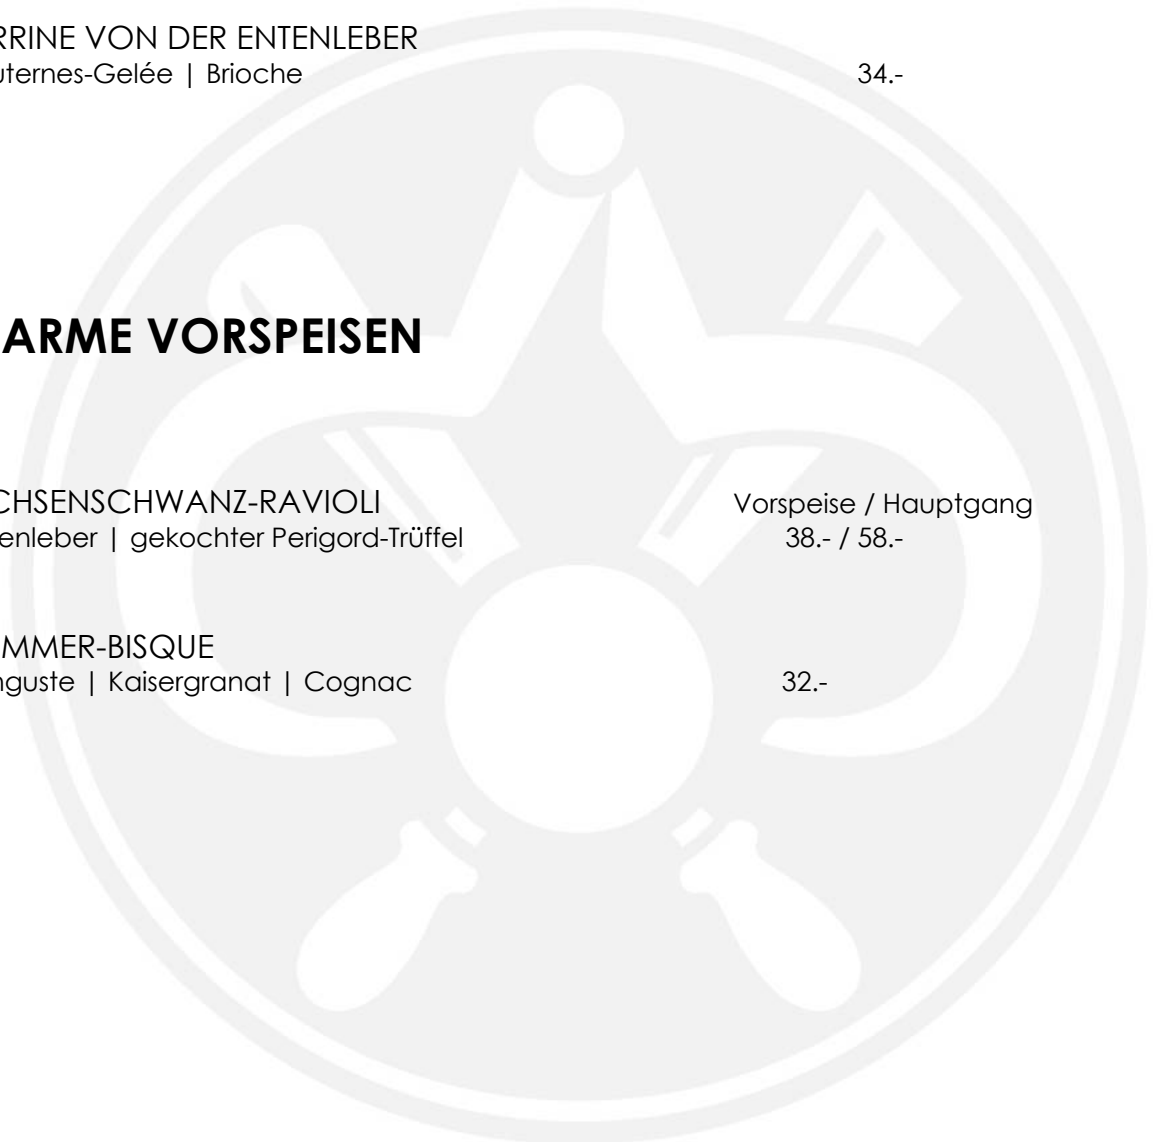 RRINE VON DER ENTENLEBER
uternes-Gelée | Brioche 34.-
ARME VORSPEISEN
CHSENSCHWANZ-RAVIOLI Vorspeise / Hauptgang
enleber | gekochter Perigord-Trüffel 38.- / 58.-
MMER-BISQUE
nguste | Kaisergranat | Cognac 32.-